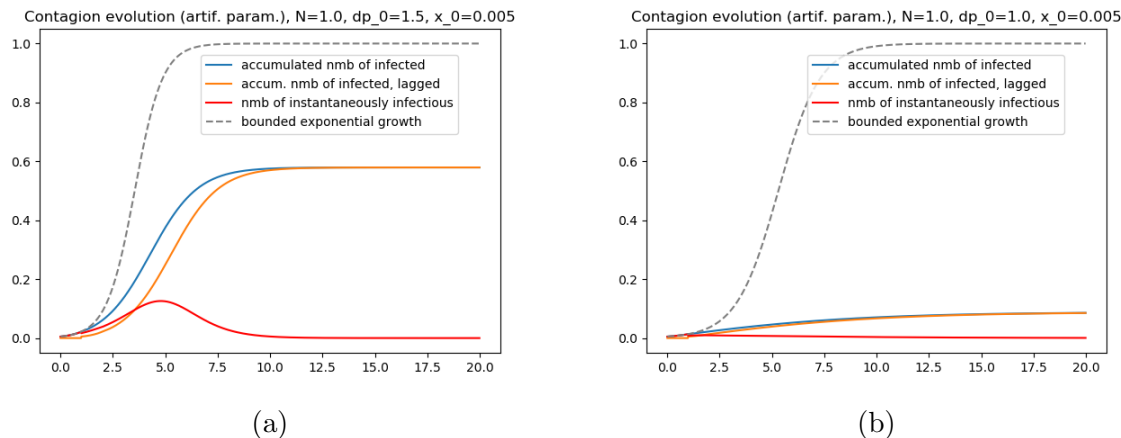 Contagion evolution (artif. param.), N=1.0, dp_0=1.5, x_0=0.005
1.0
0.8
0.6
0.4
0.2
0.0
accumulated nmb of infected
accum. nmb of infected, lagged
nmb of instantaneously infectious
bounded exponential growth
0.0 2.5 5.0 7.5 10.0 12.5 15.0 17.5 20.0
(a)
Contagion evolution (artif. param.), N=1.0, dp_0=1.0, x_0=0.005
1.0
0.8
0.6
0.4
0.2
0.0
accumulated nmb of infected
accum. nmb of infected, lagged
nmb of instantaneously infectious
bounded exponential growth
0.0 2.5 5.0 7.5 10.0 12.5 15.0 17.5 20.0
(b)